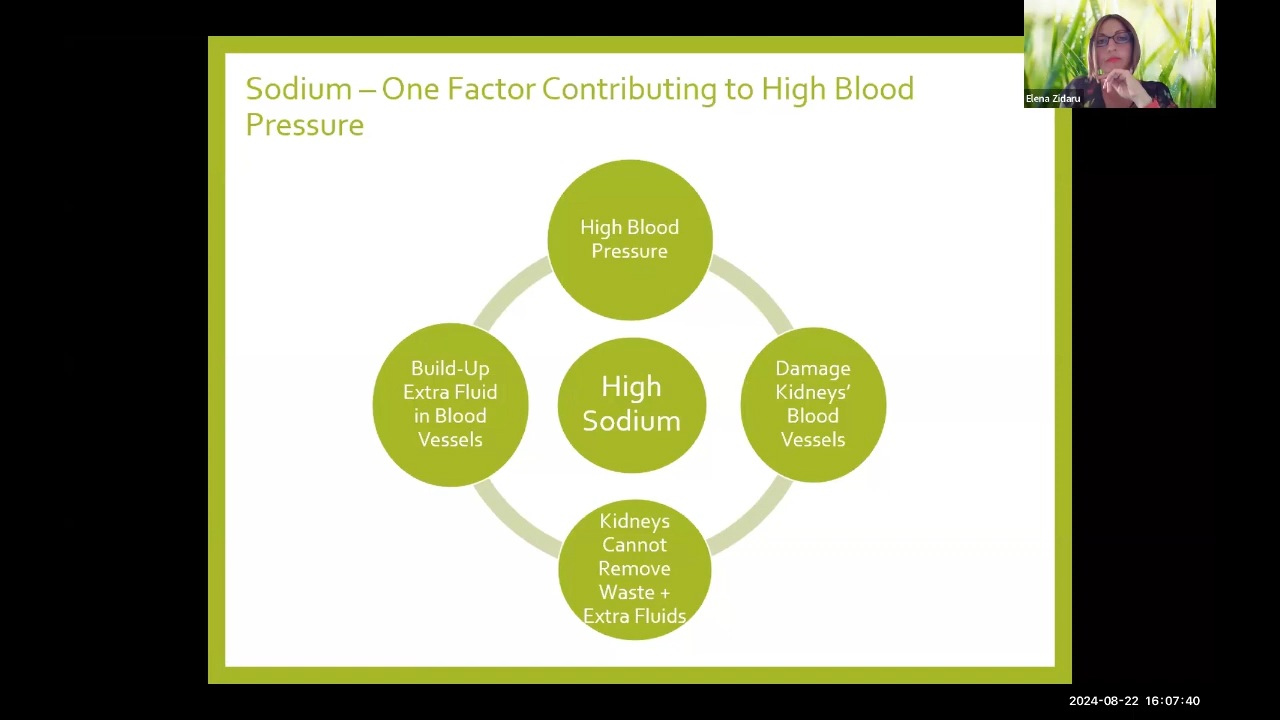 Sodium – One Factor Contributing to High Blood
Pressure
Elena Zidaru
High Blood
Pressure
Build-Up
Extra Fluid
in Blood
Vessels
High
Sodium
Damage
Kidneys’
Blood
Vessels
Kidneys
Cannot
Remove
Waste +
Extra Fluids
2024-08-22 16:07:40